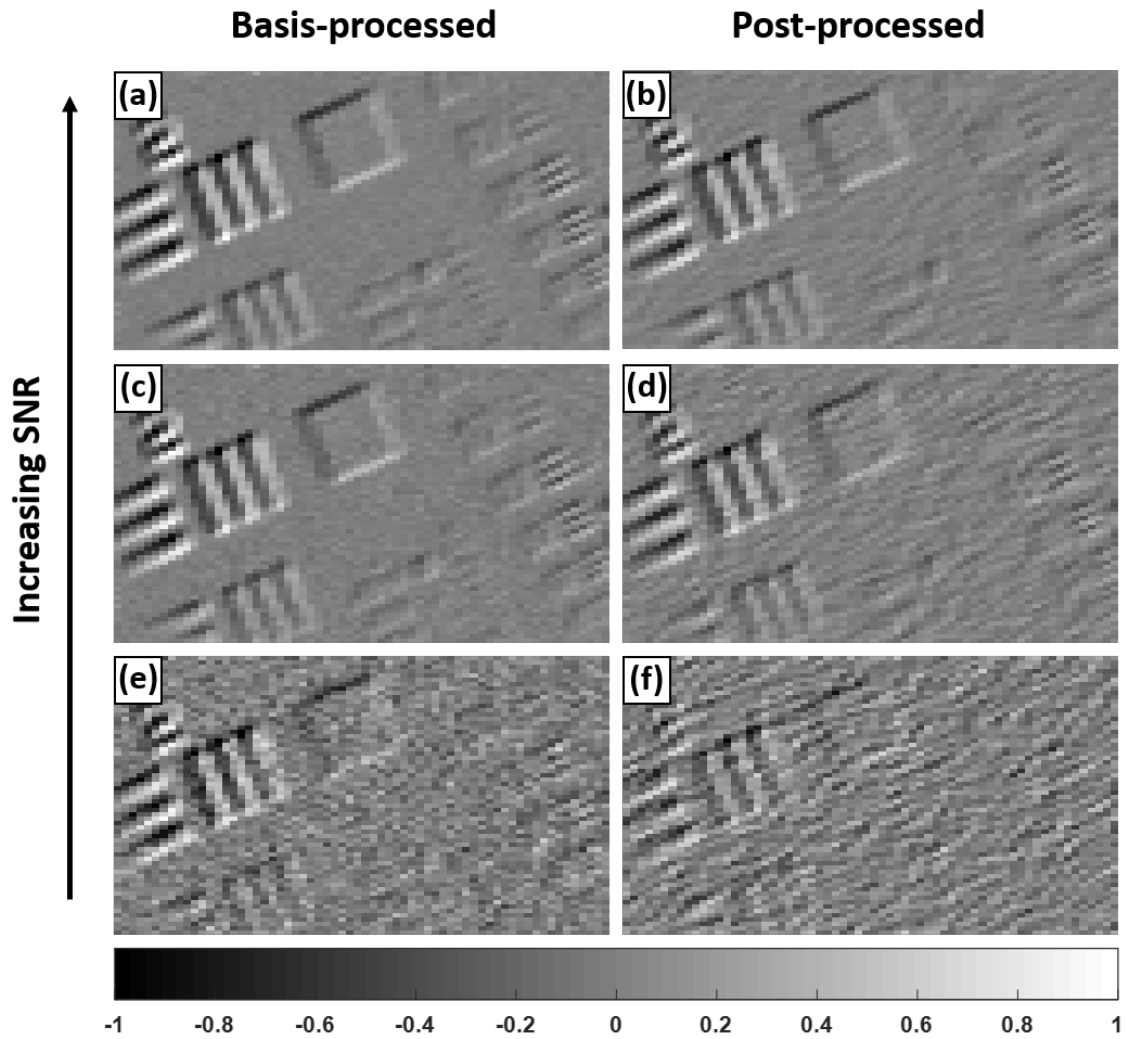 Basis-processed
Post-processed
(a)
(b)
Increasing SNR
(c)
(d)
(e)
(f)
-1 -0.8 -0.6 -0.4 -0.2 0 0.2 0.4 0.6 0.8 1